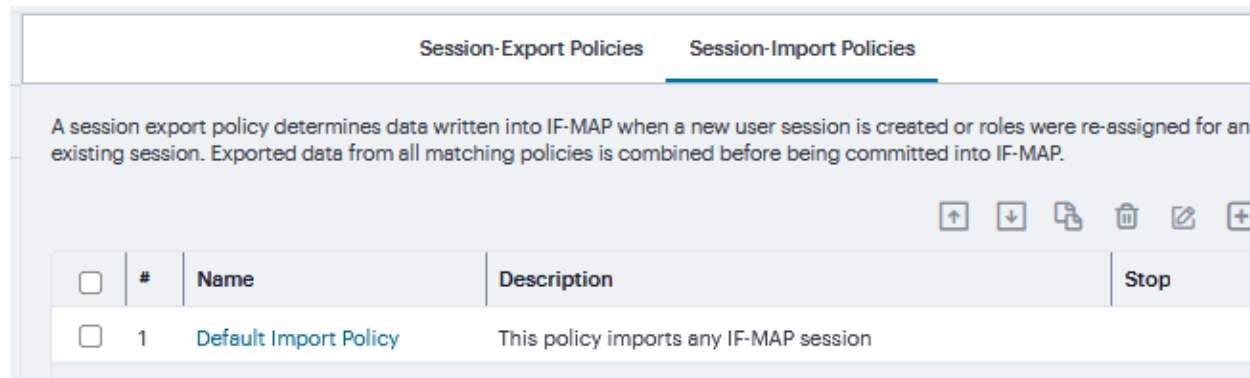 Session-Export Policies Session-Import Policies
A session export policy determines data written into IF-MAP when a new user session is created or roles were re-assigned for an
existing session. Exported data from all matching policies is combined before being committed into IF-MAP.
# Name Description Stop
1 Default Import Policy This policy imports any IF-MAP session